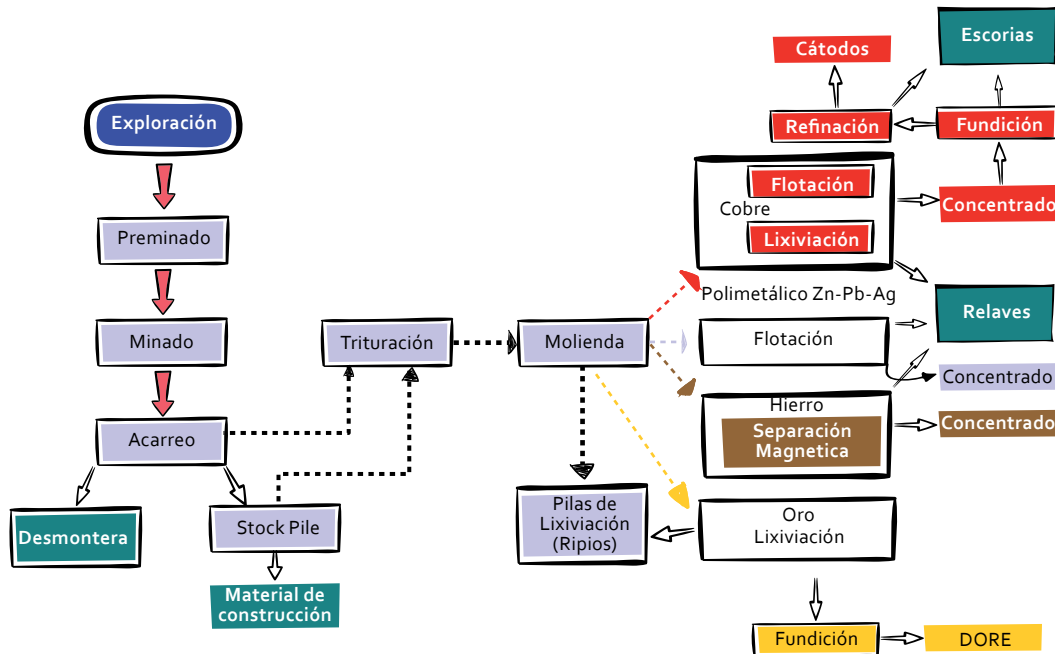 Exploración
Preminado
Minado
Acarreo
Desmontera
Stock Pile
Material de
construcción
Trituración
Molienda
Pilas de
Lixiviación
(Ripios)
Cátodos
Escorias
Refinación
Fundición
Flotación
Cobre
Lixiviación
Concentrado
Polimetálico Zn-Pb-Ag
Flotación
Relaves
Concentrado
Hierro
Separación
Magnetica
Concentrado
Oro
Lixiviación
Fundición
DORE